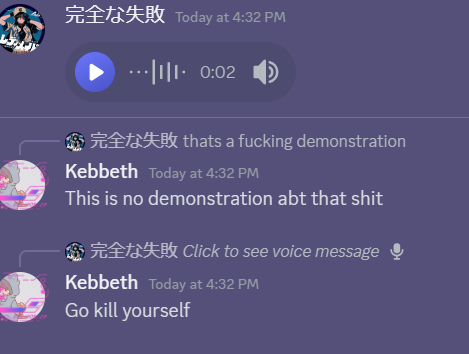 完全な失敗 Today at 4:32 PM
0:02
完全な失敗 thats a fucking demonstration
Kebbeth Today at 4:32 PM
This is no demonstration abt that shit
完全な失敗 Click to see voice message
Kebbeth Today at 4:32 PM
Go kill yourself